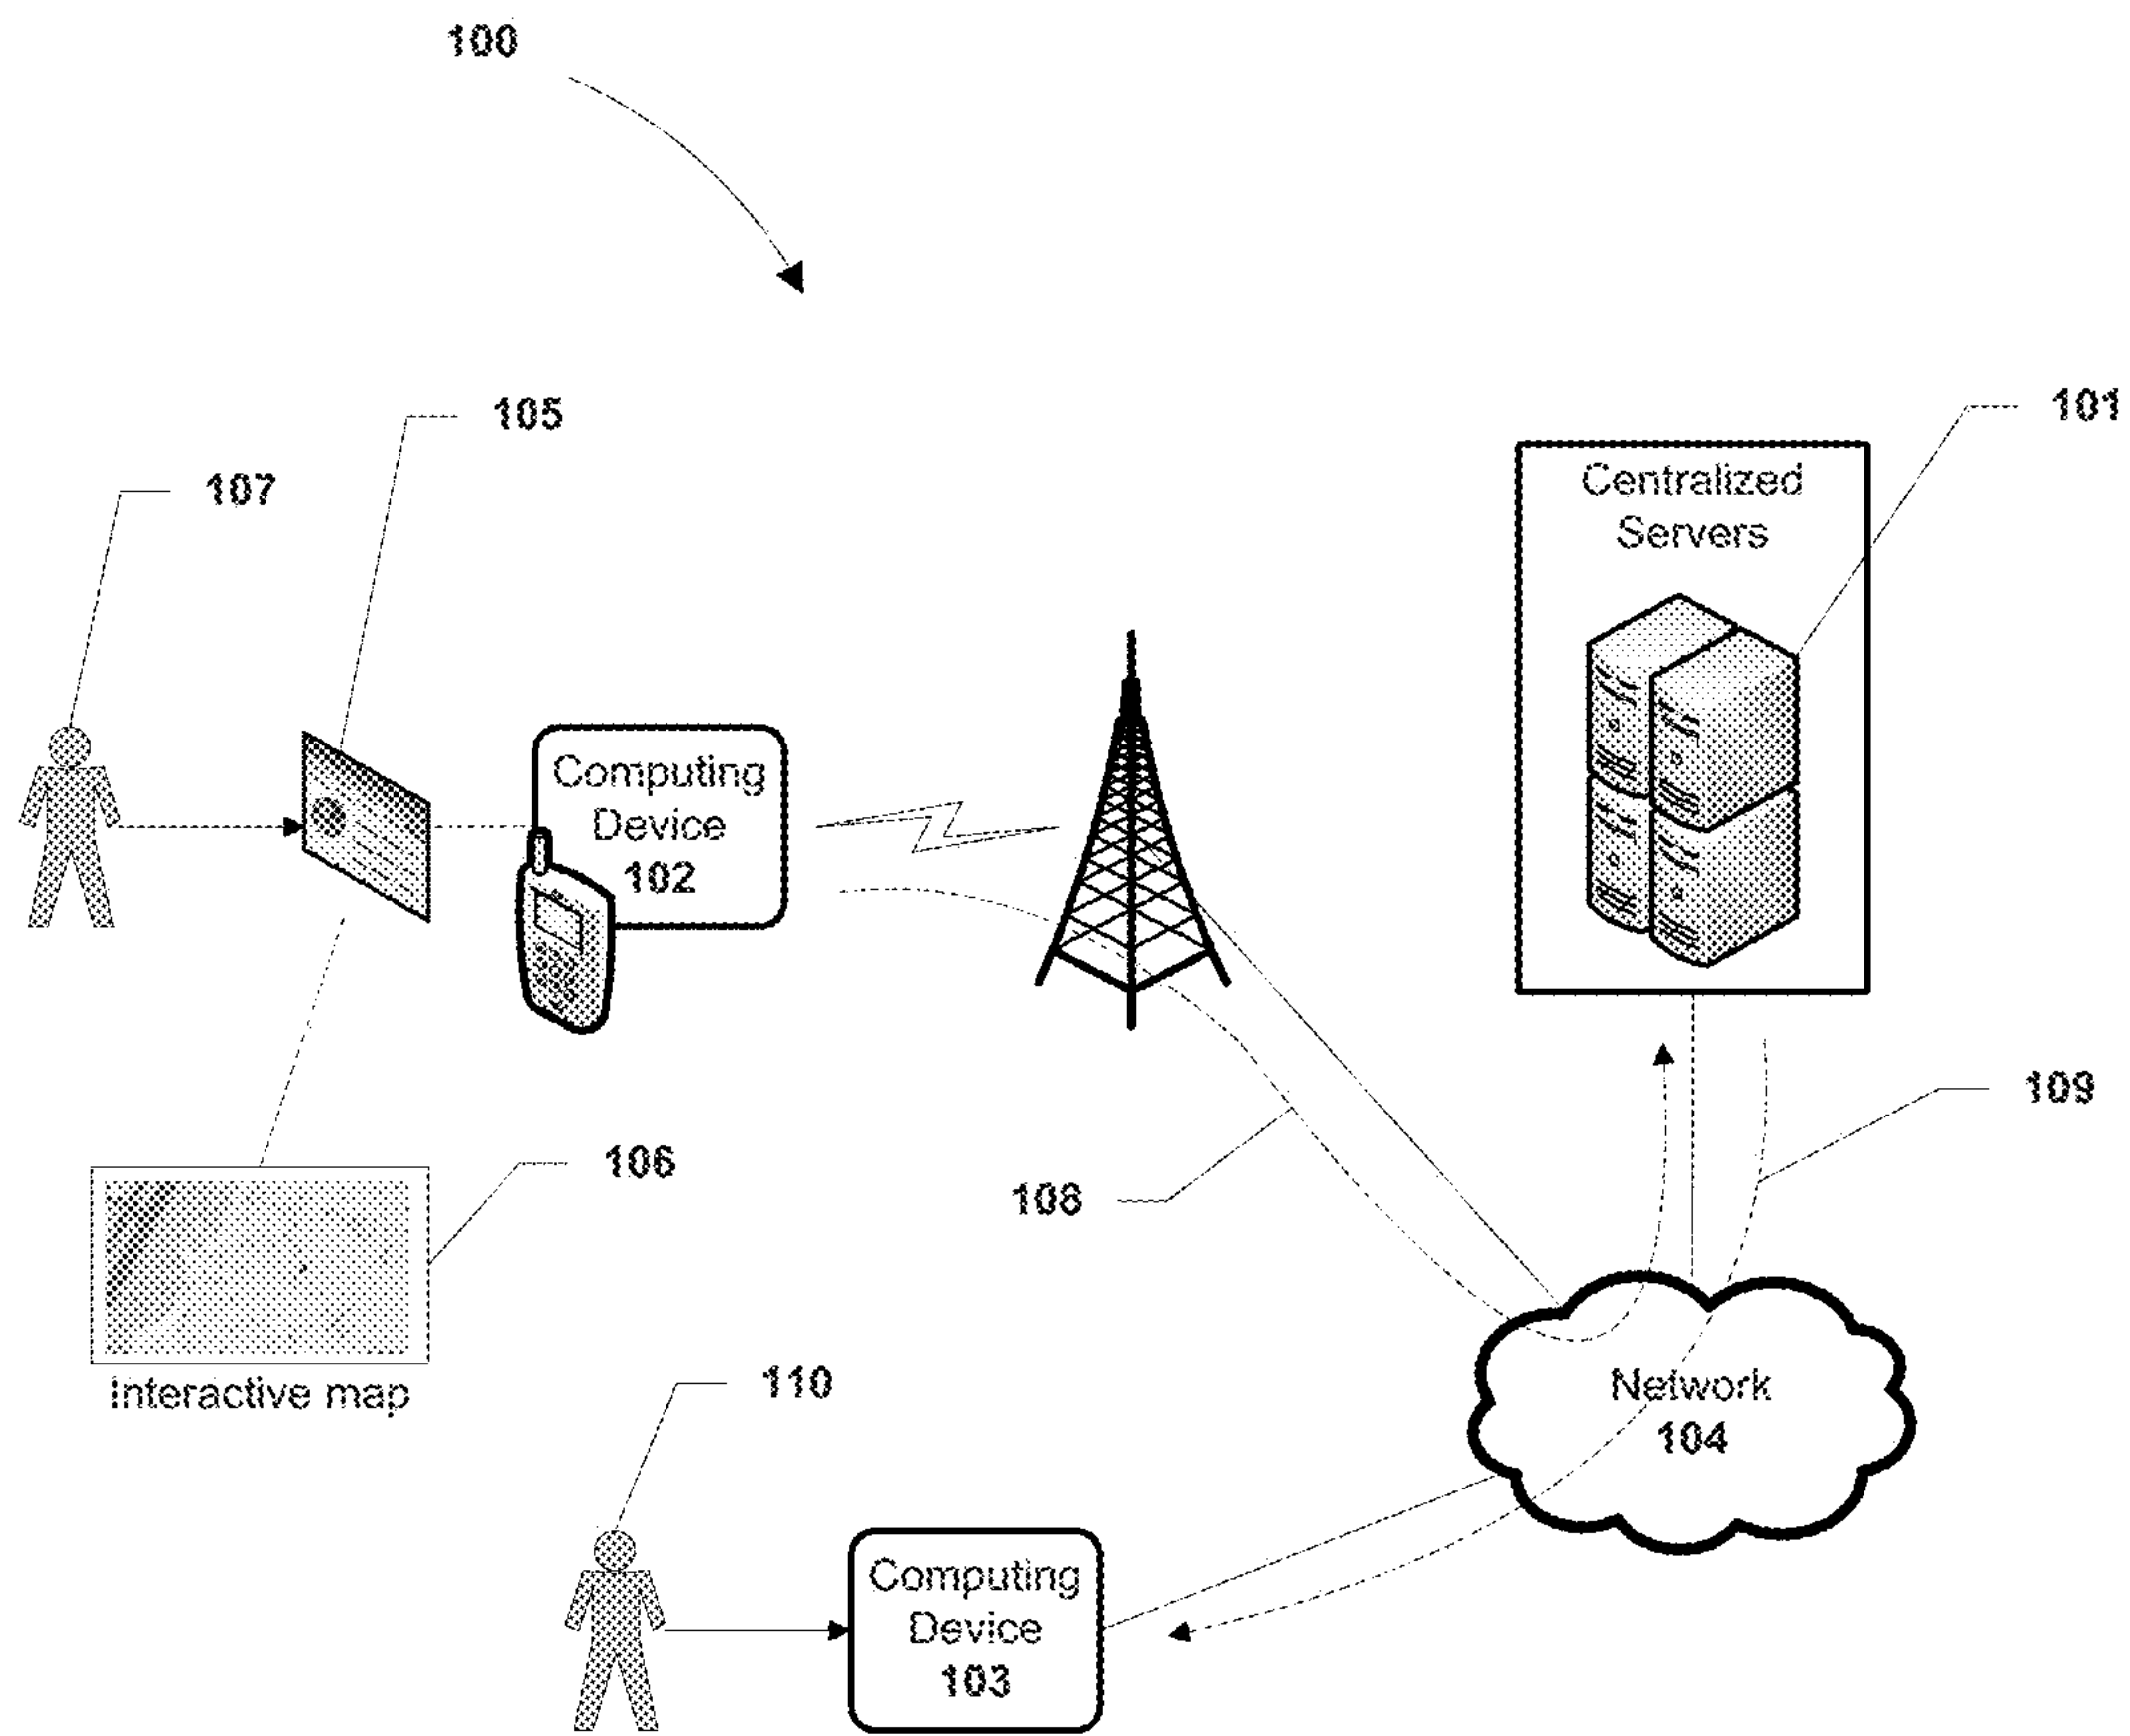 100
105
101
107
Centralized
Servers
Computing
Device
102
109
106
108
Interactive map
110
Network
104
Computing
Device
103